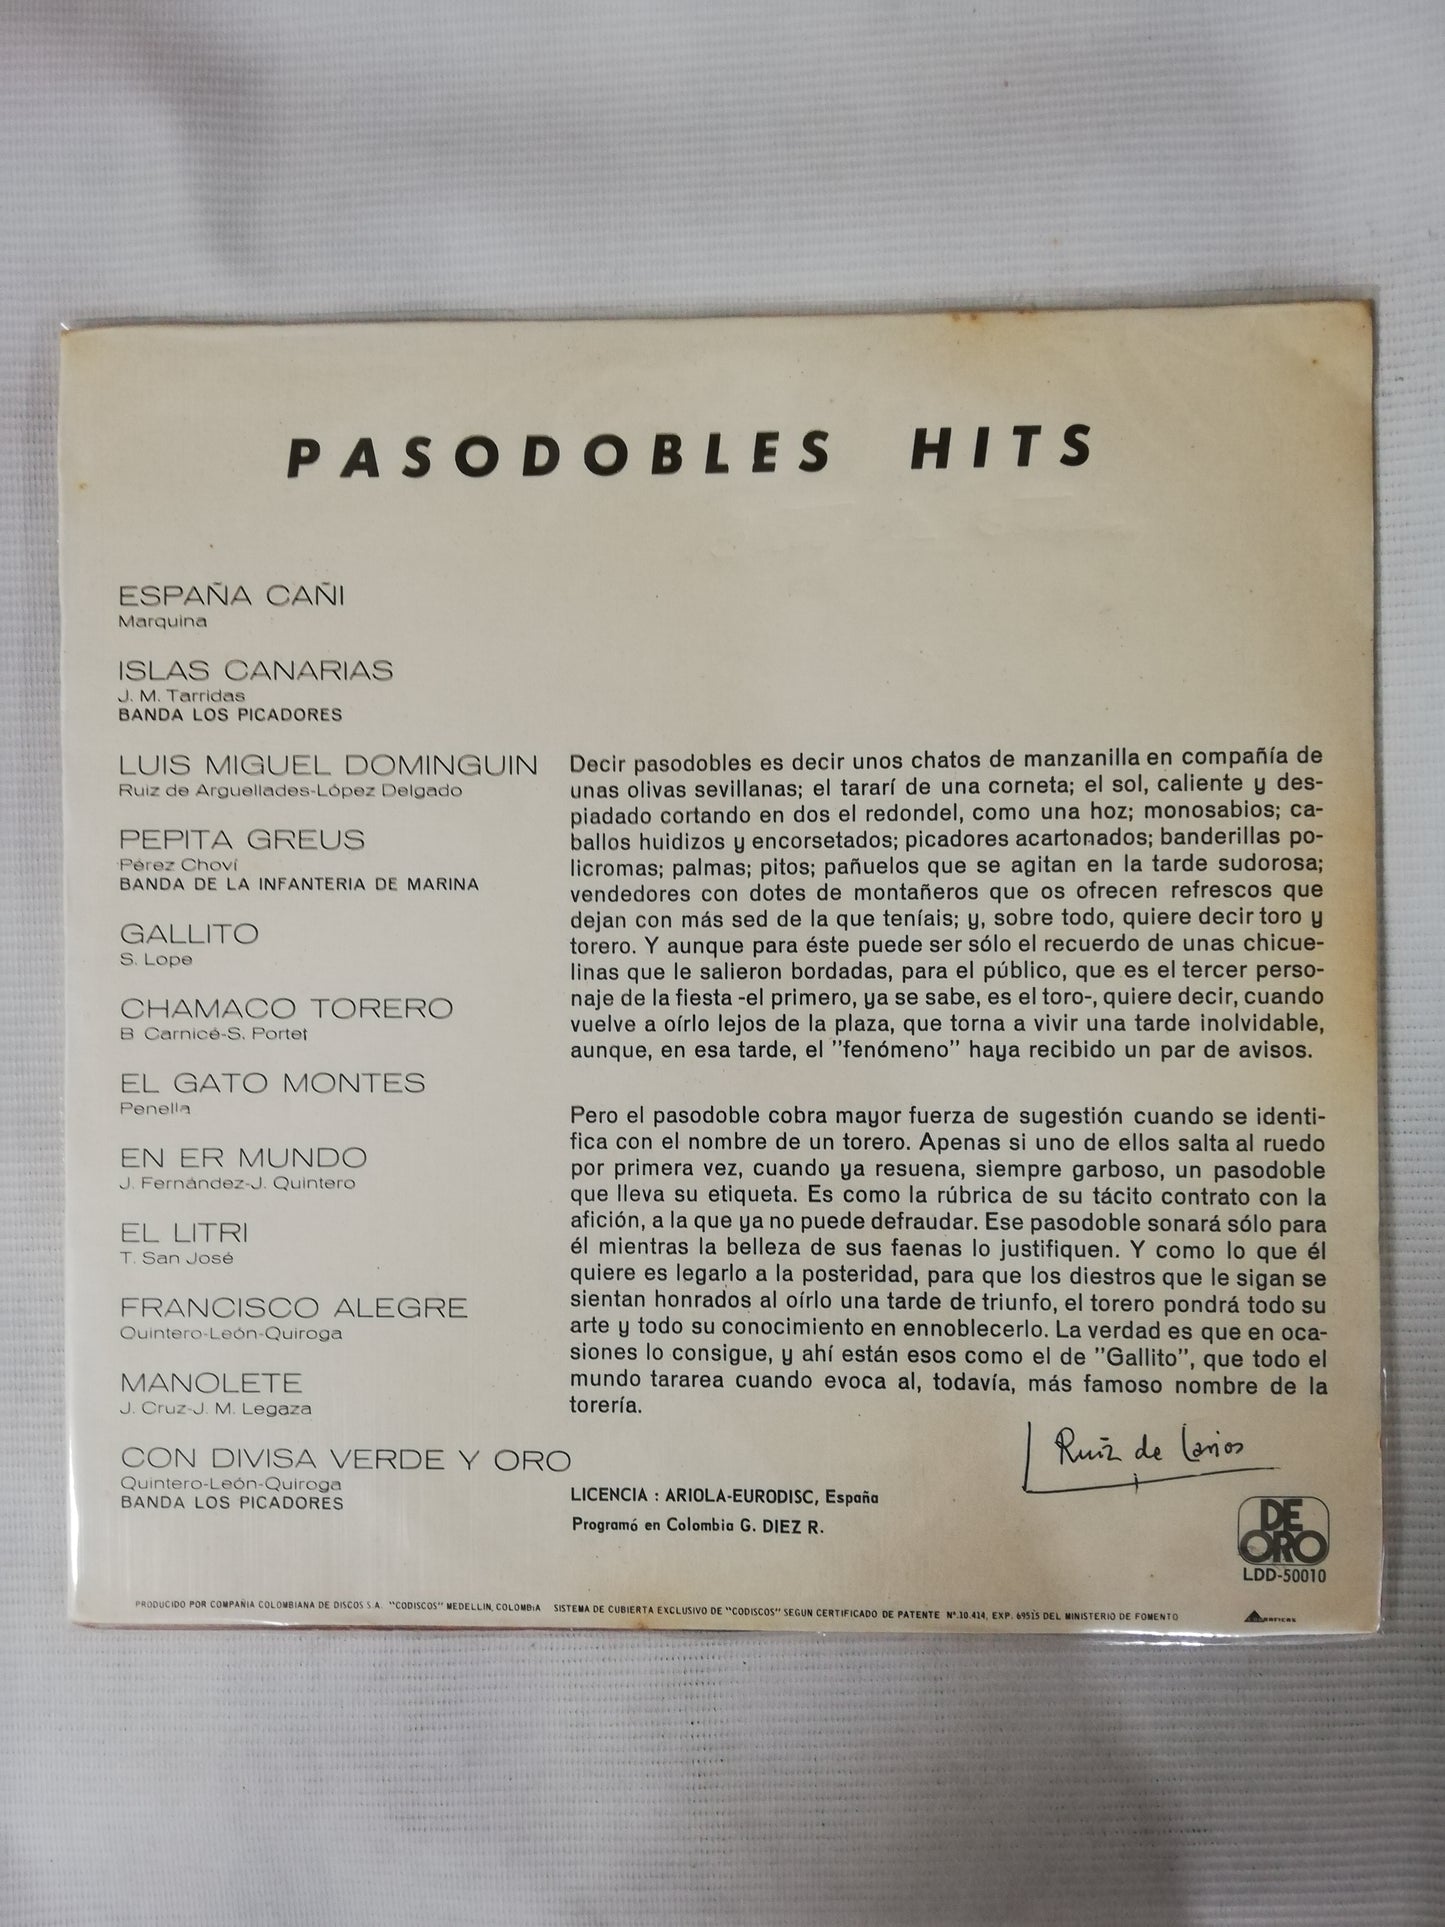 PASODOBLES HITS
ESPAÑA CAÑI
Marquina
ISLAS CANARIAS
J. M. Tarridas
BANDA LOS PICADORES
LUIS MIGUEL DOMINGUIN
Ruiz de Arguellades-López Delgado
PEPITA GREUS
Pérez Choví
BANDA DE LA INFANTERIA DE MARINA
GALLITO
S. Lope
CHAMACO TORERO
B Carnicé-S. Portet
EL GATO MONTES
Penella
EN ER MUNDO
J. Fernández-J. Quintero
EL LITRI
T. San José
FRANCISCO ALEGRE
Quintero-León-Quiroga
MANOLETE
J. Cruz-J. M. Legaza
CON DIVISA VERDE Y ORO
Quintero-León-Quiroga
BANDA LOS PICADORES
Decir pasodobles es decir unos chatos de manzanilla en compañía de
unas olivas sevillanas; el tararí de una corneta; el sol, caliente y des-
piadado cortando en dos el redondel, como una hoz; monosabios; ca-
ballos huidizos y encorsetados; picadores acartonados; banderillas po-
licromas; palmas; pitos; pañuelos que se agitan en la tarde sudorosa;
vendedores con dotes de montañeros que os ofrecen refrescos que
dejan con más sed de la que teníais; y, sobre todo, quiere decir toro y
torero. Y aunque para éste puede ser sólo el recuerdo de unas chicue-
linas que le salieron bordadas, para el público, que es el tercer perso-
naje de la fiesta -el primero, ya se sabe, es el toro-, quiere decir, cuando
vuelve a oírlo lejos de la plaza, que torna a vivir una tarde inolvidable,
aunque, en esa tarde, el "fenómeno" haya recibido un par de avisos.
Pero el pasodoble cobra mayor fuerza de sugestión cuando se identi-
fica con el nombre de un torero. Apenas si uno de ellos salta al ruedo
por primera vez, cuando ya resuena, siempre garboso, un pasodoble
que lleva su etiqueta. Es como la rúbrica de su tácito contrato con la
afición, a la que ya no puede defraudar. Ese pasodoble sonará sólo para
él mientras la belleza de sus faenas lo justifiquen. Y como lo que él
quiere es legarlo a la posteridad, para que los diestros que le sigan se
sientan honrados al oírlo una tarde de triunfo, el torero pondrá todo su
arte y todo su conocimiento en ennoblecerlo. La verdad es que en oca-
siones lo consigue, y ahí están esos como el de "Gallito", que todo el
mundo tararea cuando evoca al, todavía, más famoso nombre de la
torería.
Ruiz de Larios
LICENCIA : ARIOLA-EURODISC, España
Programó en Colombia G. DIEZ R.
DE
ORO
LDD-50010
PRODUCIDO POR COMPAÑIA COLOMBIANA DE DISCOS S.A. "CODISCOS" MEDELLIN, COLOMBIA SISTEMA DE CUBIERTA EXCLUSIVO DE "CODISCOS" SEGUN CERTIFICADO DE PATENTE Nº.10.414, EXP. 69515 DEL MINISTERIO DE FOMENTO